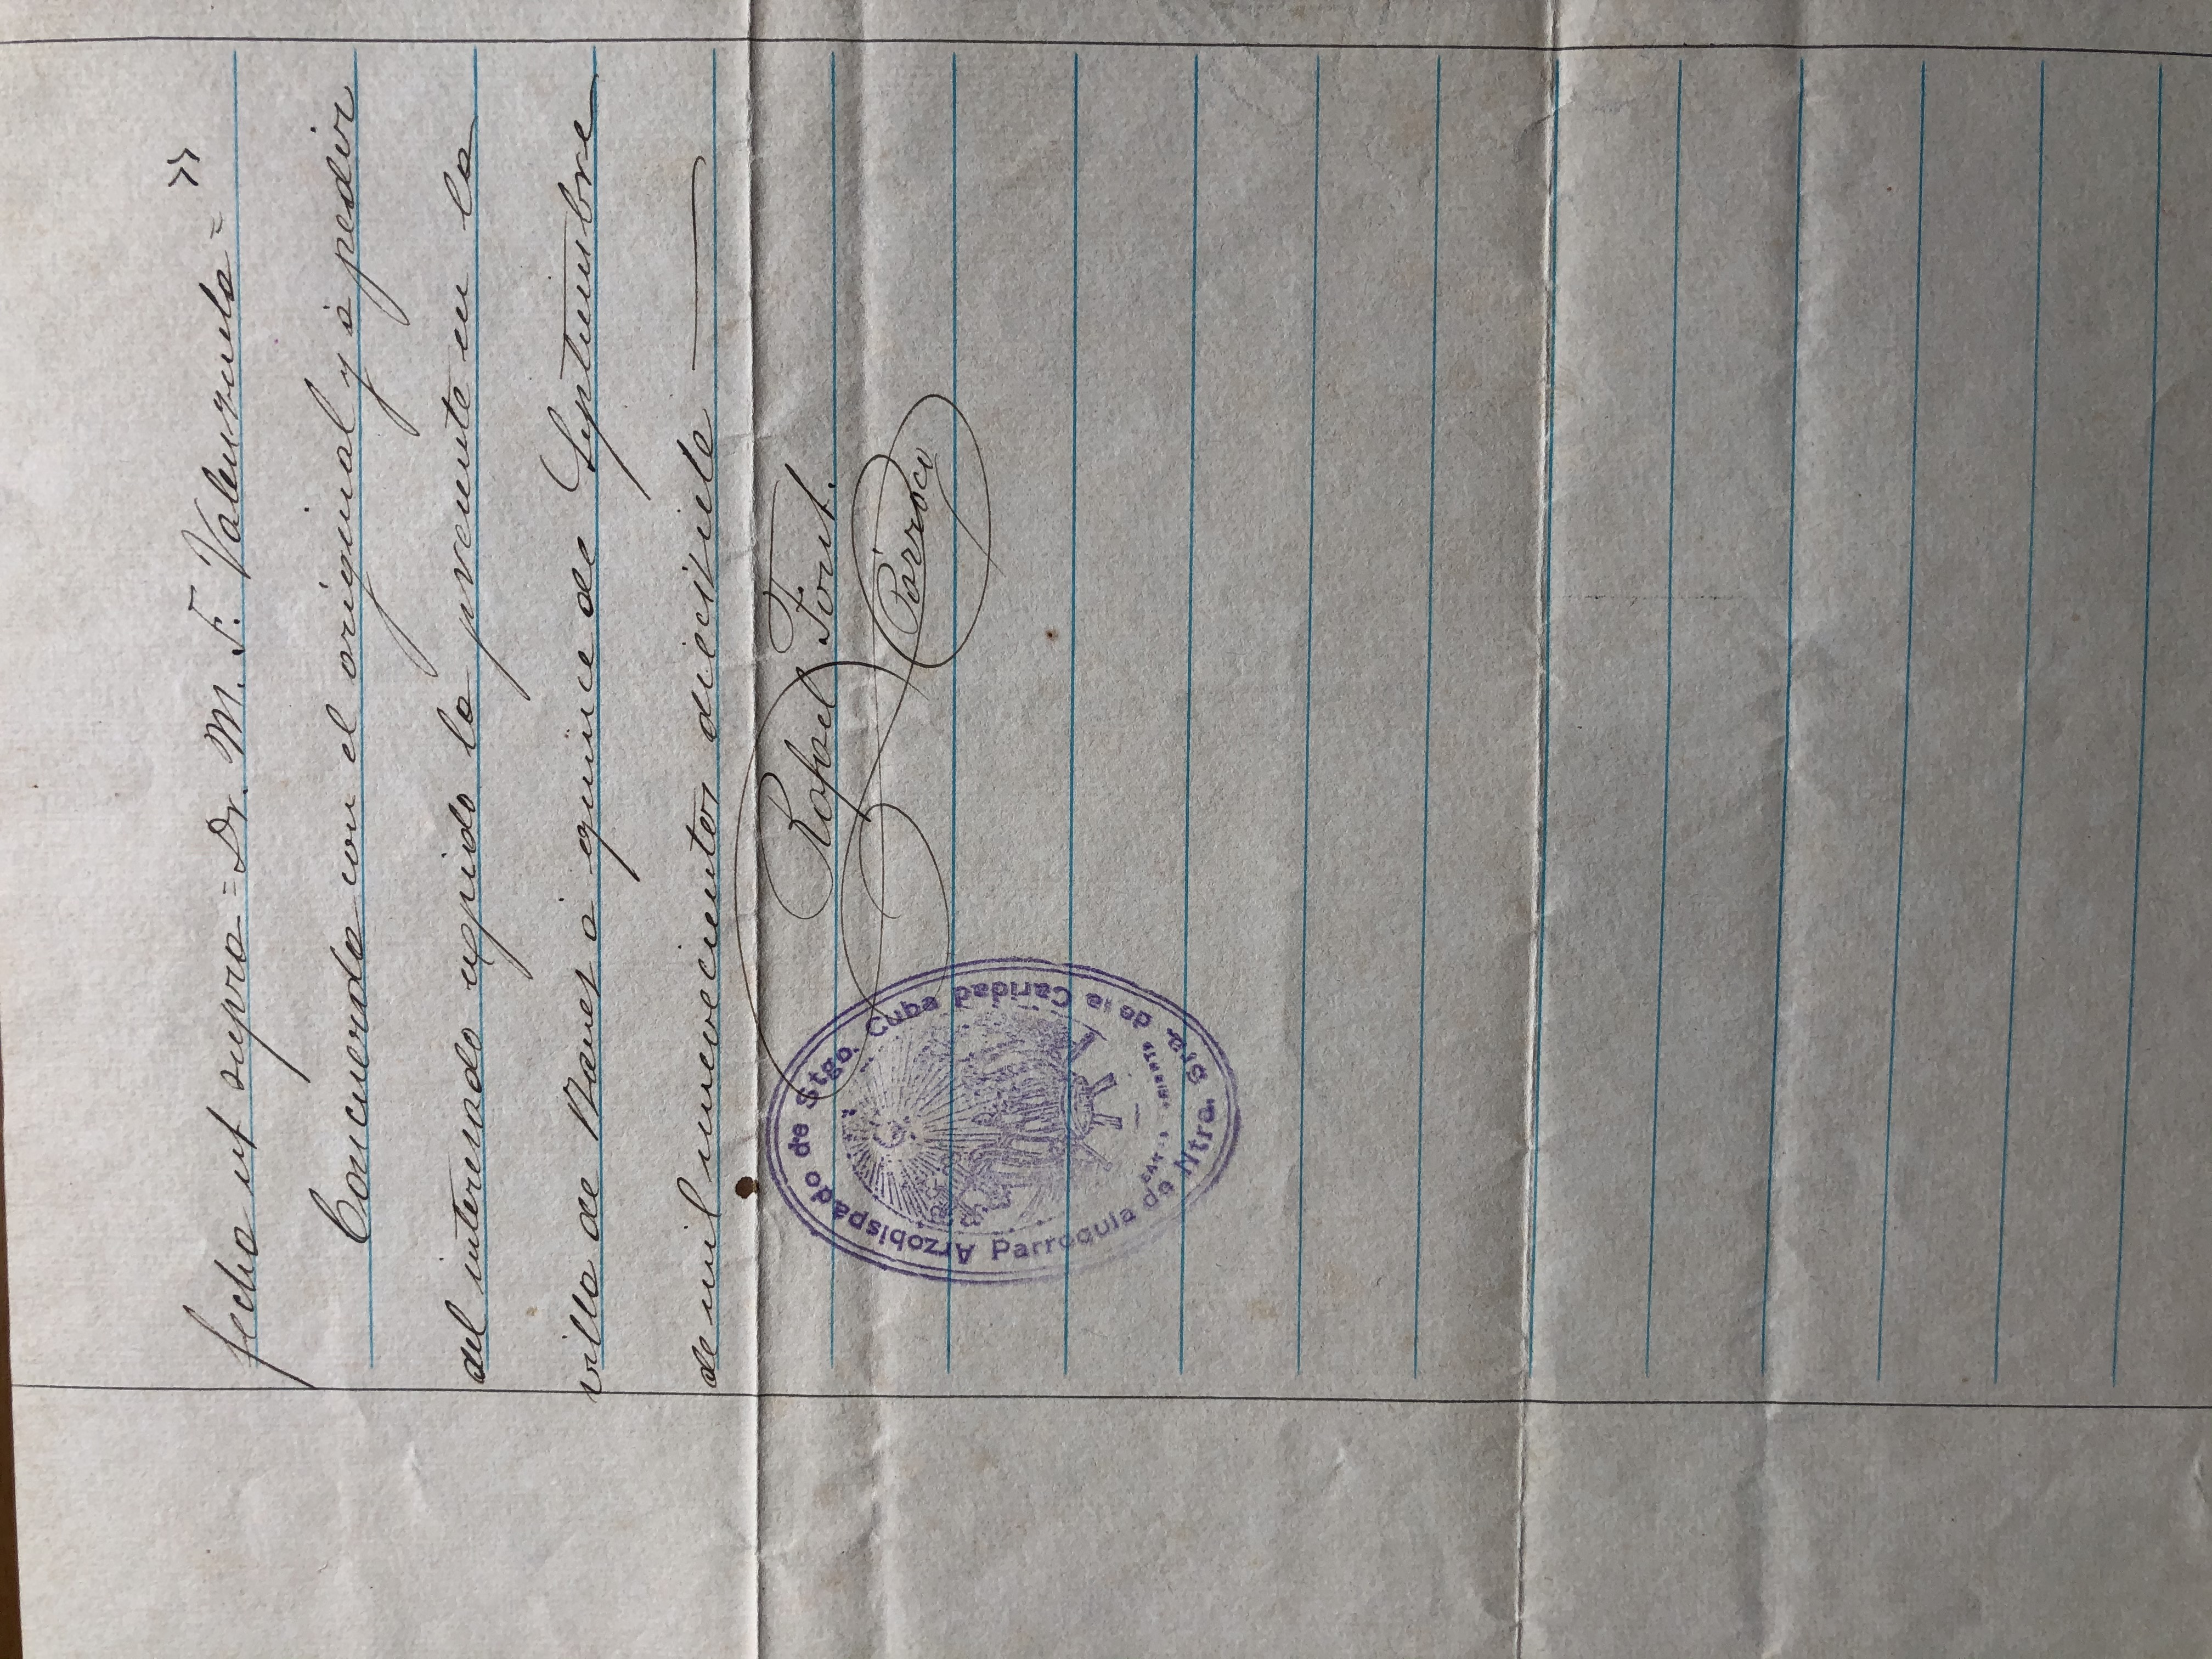 fecha ut supra = Dr. M. F. Valenzuela = »
Concuerda con el original y á pedir
del interesado expido la presente en la
villa de Banes á quince de Septiembre
de mil novecientos diecisiete ——
Rafael Font.
Párroco
Arzobispado de Stgo. Cuba
Parroquia de Ntra. Sra. de la Caridad